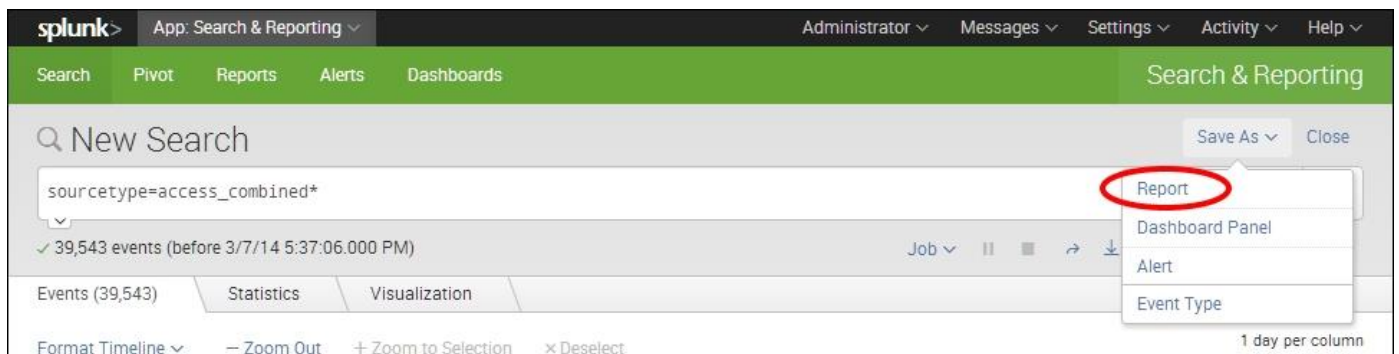 splunk> App: Search & Reporting Administrator Messages Settings Activity Help
Search Pivot Reports Alerts Dashboards Search & Reporting
New Search Save As Close
sourcetype=access_combined*
Report
Dashboard Panel
✓ 39,543 events (before 3/7/14 5:37:06.000 PM) Job
Alert
Events (39,543) Statistics Visualization
Event Type
Format Timeline — Zoom Out + Zoom to Selection × Deselect 1 day per column